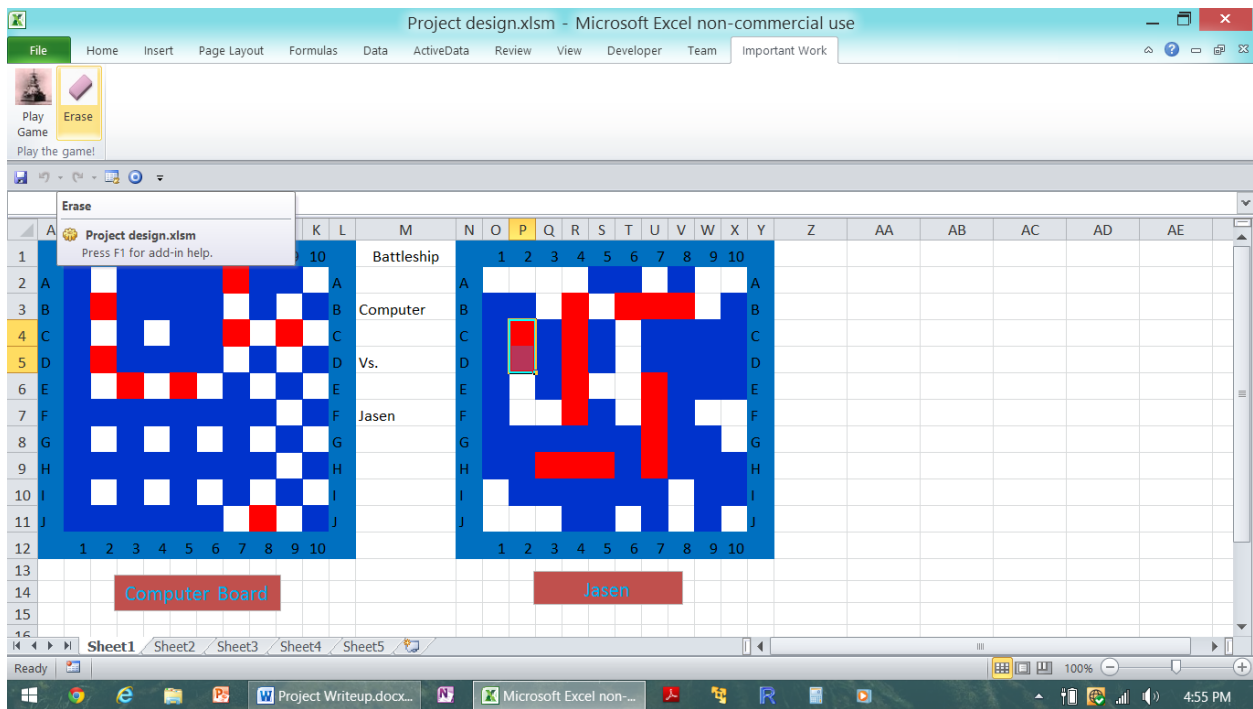 Project design.xlsm - Microsoft Excel non-commercial use
File Home Insert Page Layout Formulas Data ActiveData Review View Developer Team Important Work
Play Game Erase
Play the game!
Erase
Project design.xlsm
Press F1 for add-in help.
A K L M N O P Q R S T U V W X Y Z AA AB AC AD AE
1 10 Battleship 1 2 3 4 5 6 7 8 9 10
2 A A A A
3 B B Computer B B
4 C C C C
5 D D Vs. D D
6 E E E E
7 F F Jasen F F
8 G G G G
9 H H H H
10 I I I I
11 J J J J
12 1 2 3 4 5 6 7 8 9 10 1 2 3 4 5 6 7 8 9 10
13
14 Computer Board Jasen
15
16
Sheet1 Sheet2 Sheet3 Sheet4 Sheet5
Ready 100%
Project Writeup.docx... Microsoft Excel non-... 4:55 PM